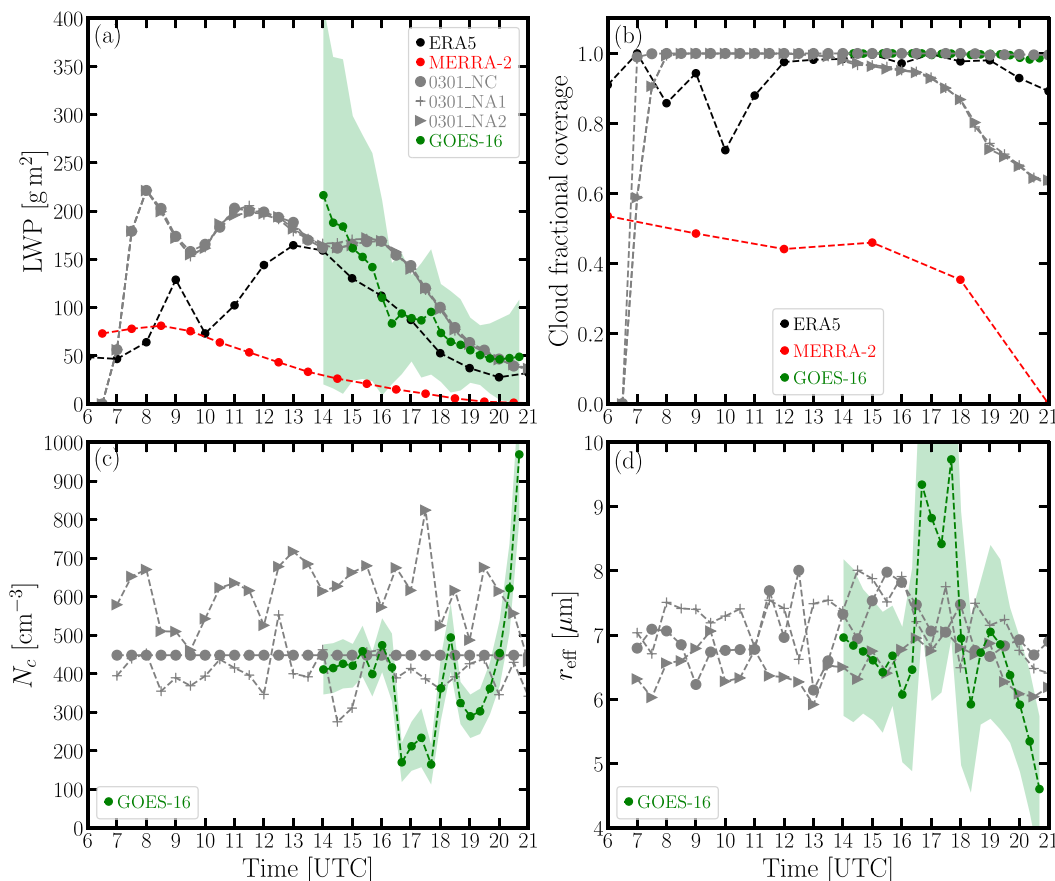 (a)
400
350
300
250
200
150
100
50
0
LWP [g m²]
ERA5
MERRA-2
0301_NC
0301_NA1
0301_NA2
GOES-16
6 7 8 9 10 11 12 13 14 15 16 17 18 19 20 21
(b)
1.0
0.8
0.6
0.4
0.2
0.0
Cloud fractional coverage
ERA5
MERRA-2
GOES-16
6 7 8 9 10 11 12 13 14 15 16 17 18 19 20 21
(c)
1000
900
800
700
600
500
400
300
200
100
0
N_c [cm⁻³]
GOES-16
6 7 8 9 10 11 12 13 14 15 16 17 18 19 20 21
Time [UTC]
(d)
10
9
8
7
6
5
4
r_eff [μm]
GOES-16
6 7 8 9 10 11 12 13 14 15 16 17 18 19 20 21
Time [UTC]